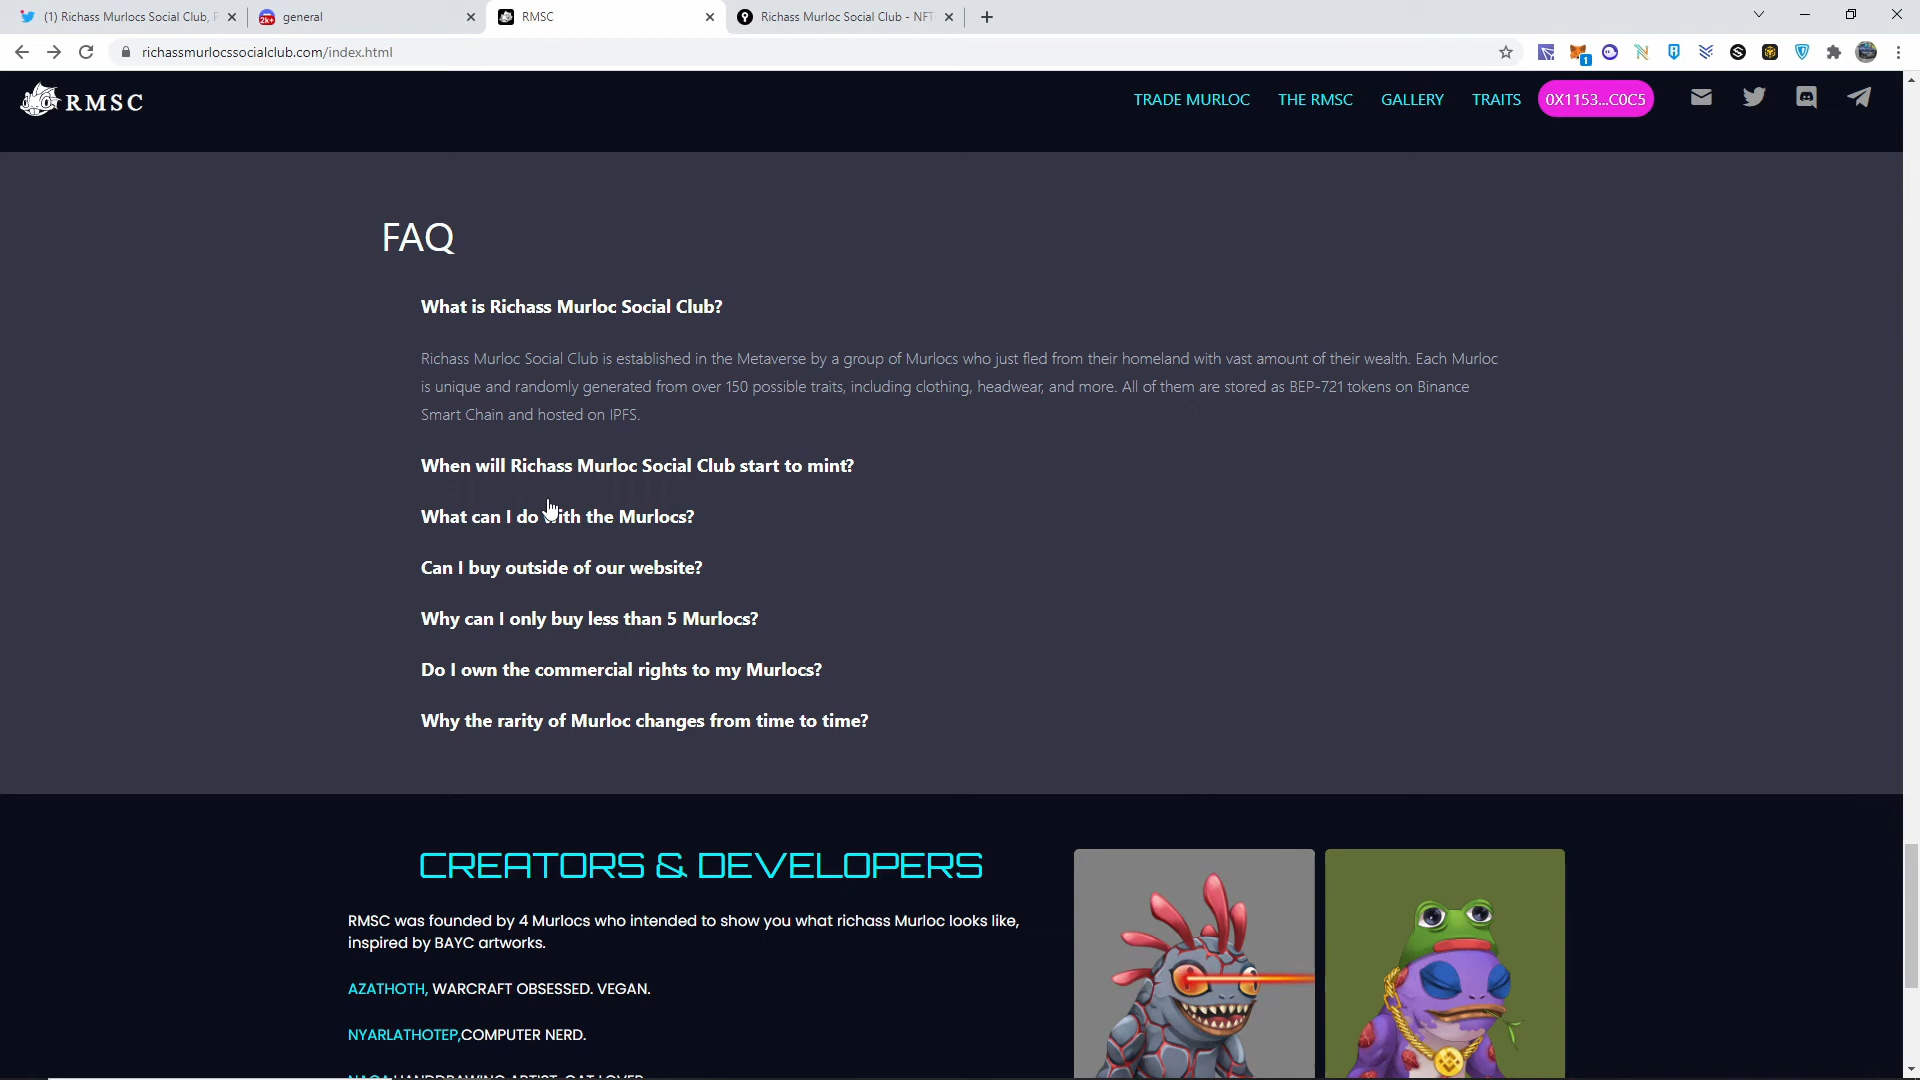 (1) Richass Murlocs Social Club,
general
RMSC
Richass Murloc Social Club - NFT
richassmurlocssocialclub.com/index.html
1
RMSC
TRADE MURLOC
THE RMSC
GALLERY
TRAITS
0X1153...C0C5
FAQ
What is Richass Murloc Social Club?
Richass Murloc Social Club is established in the Metaverse by a group of Murlocs who just fled from their homeland with vast amount of their wealth. Each Murloc
is unique and randomly generated from over 150 possible traits, including clothing, headwear, and more. All of them are stored as BEP-721 tokens on Binance
Smart Chain and hosted on IPFS.
When will Richass Murloc Social Club start to mint?
What can I do with the Murlocs?
Can I buy outside of our website?
Why can I only buy less than 5 Murlocs?
Do I own the commercial rights to my Murlocs?
Why the rarity of Murloc changes from time to time?
CREATORS & DEVELOPERS
RMSC was founded by 4 Murlocs who intended to show you what richass Murloc looks like,
inspired by BAYC artworks.
AZATHOTH, WARCRAFT OBSESSED. VEGAN.
NYARLATHOTEP,COMPUTER NERD.